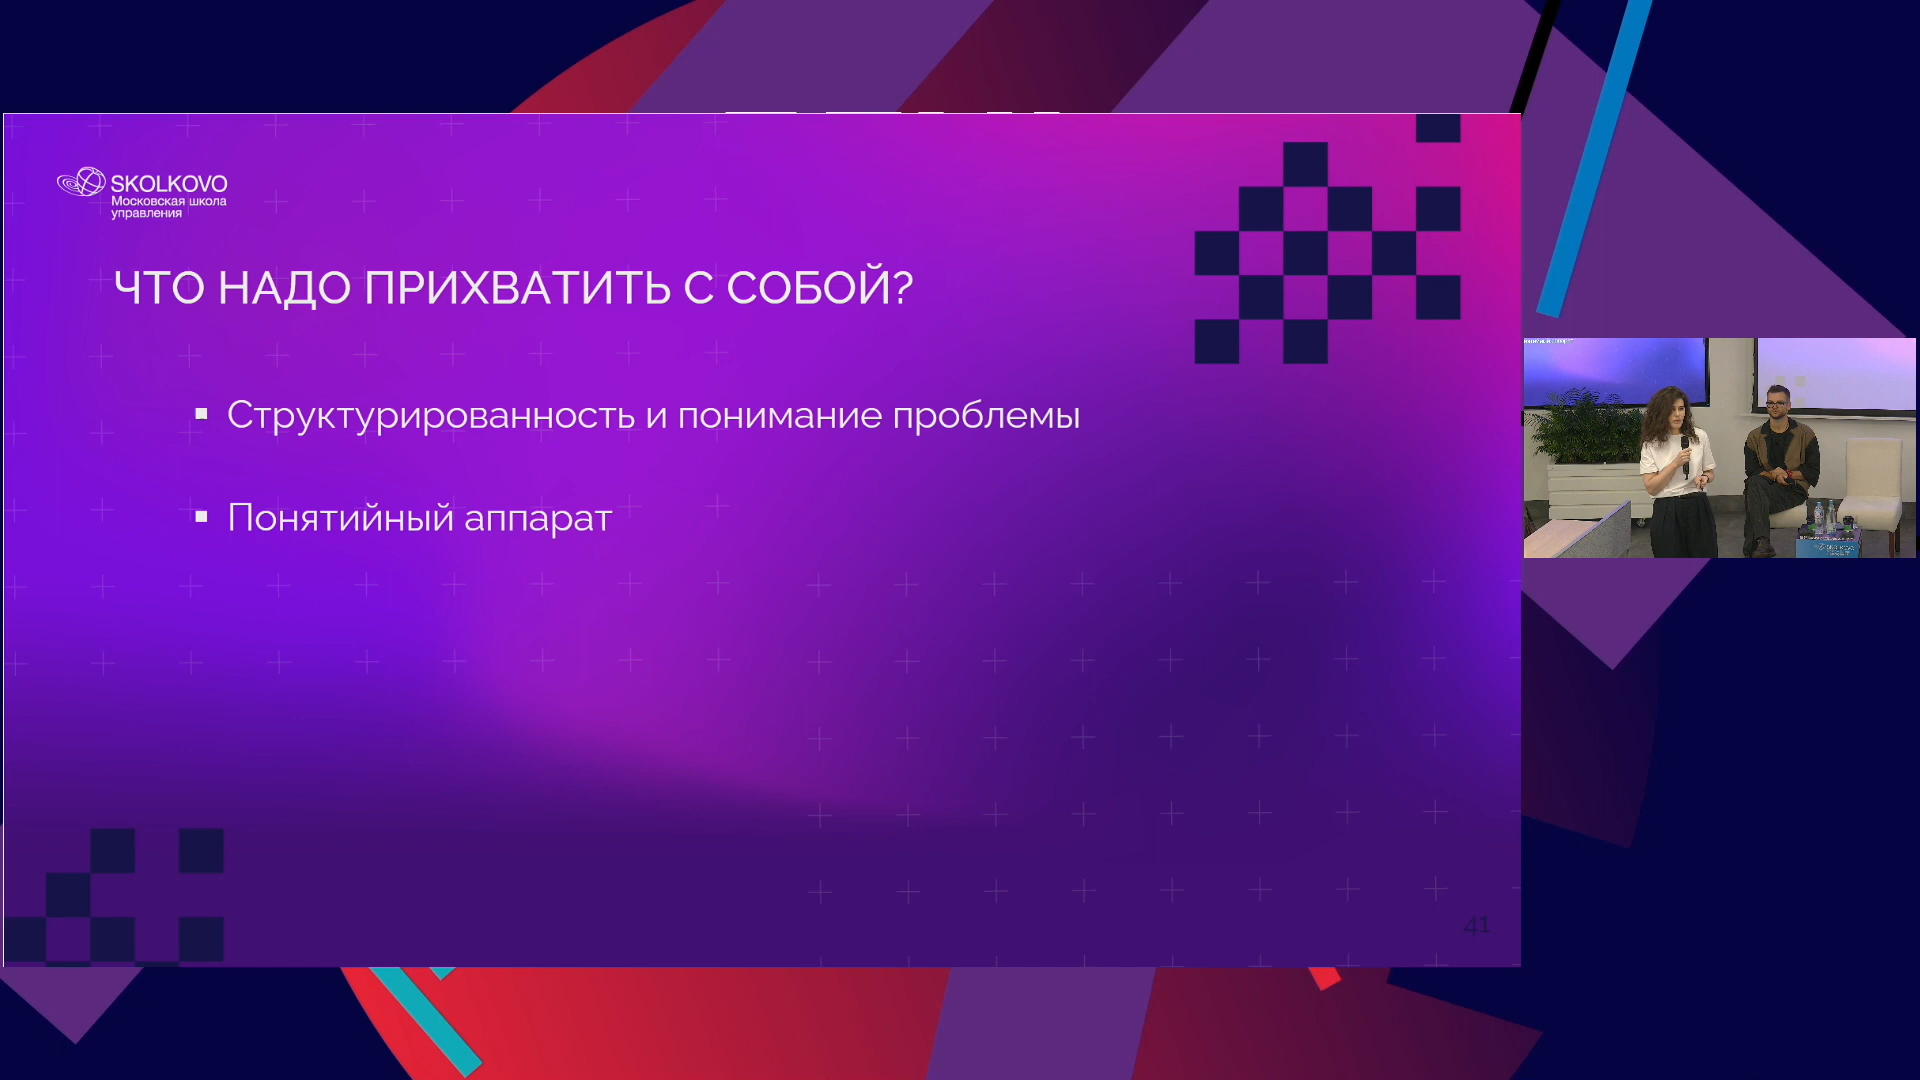 SKOLKOVO
Московская школа
управления
ЧТО НАДО ПРИХВАТИТЬ С СОБОЙ?
▪ Структурированность и понимание проблемы
▪ Понятийный аппарат
41